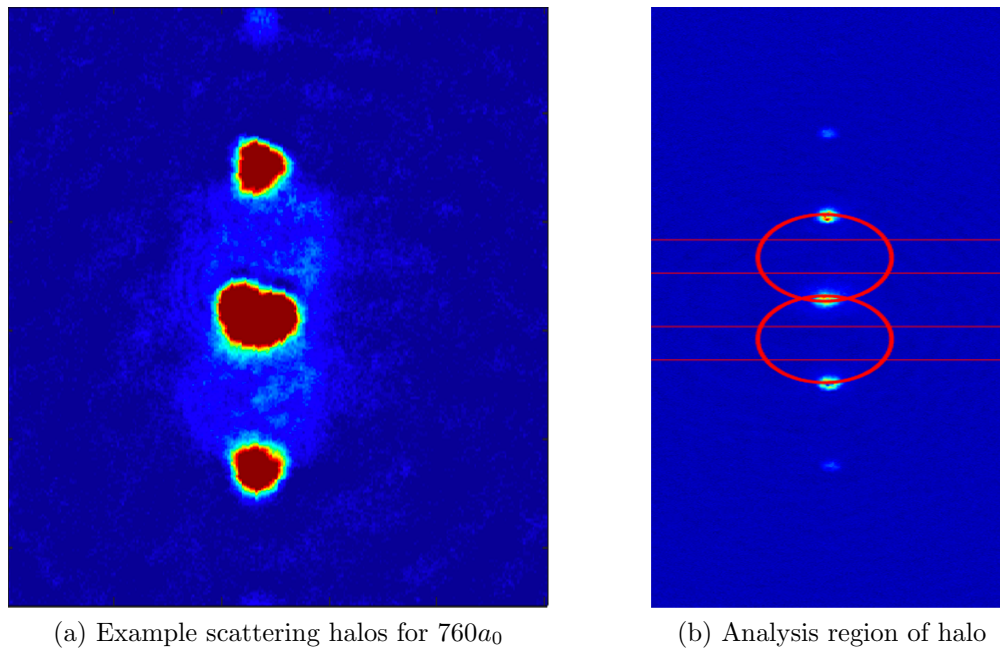 (a) Example scattering halos for 760a₀
(b) Analysis region of halo